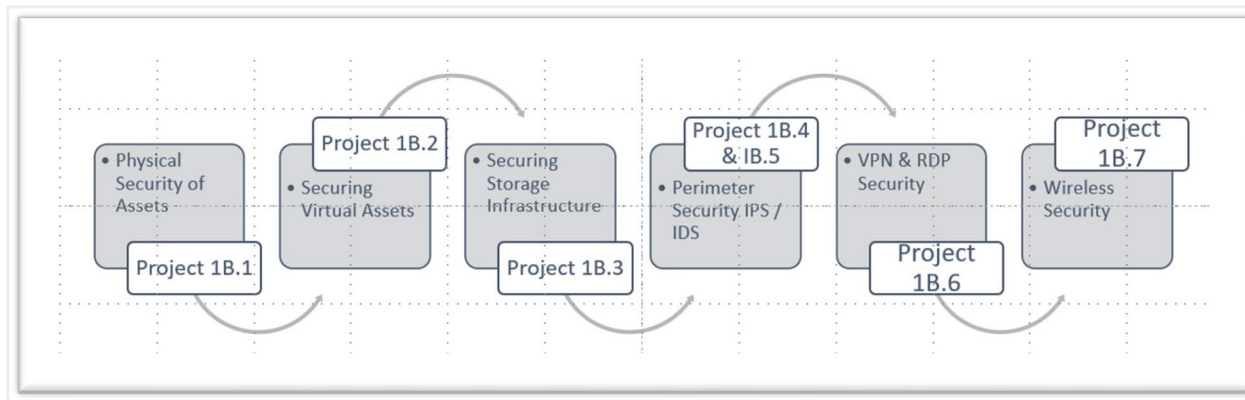 • Physical
Security of
Assets
Project 1B.1
Project 1B.2
• Securing
Virtual Assets
• Securing
Storage
Infrastructure
Project 1B.3
Project 1B.4
& IB.5
• Perimeter
Security IPS /
IDS
• VPN & RDP
Security
Project
1B.6
Project
1B.7
• Wireless
Security